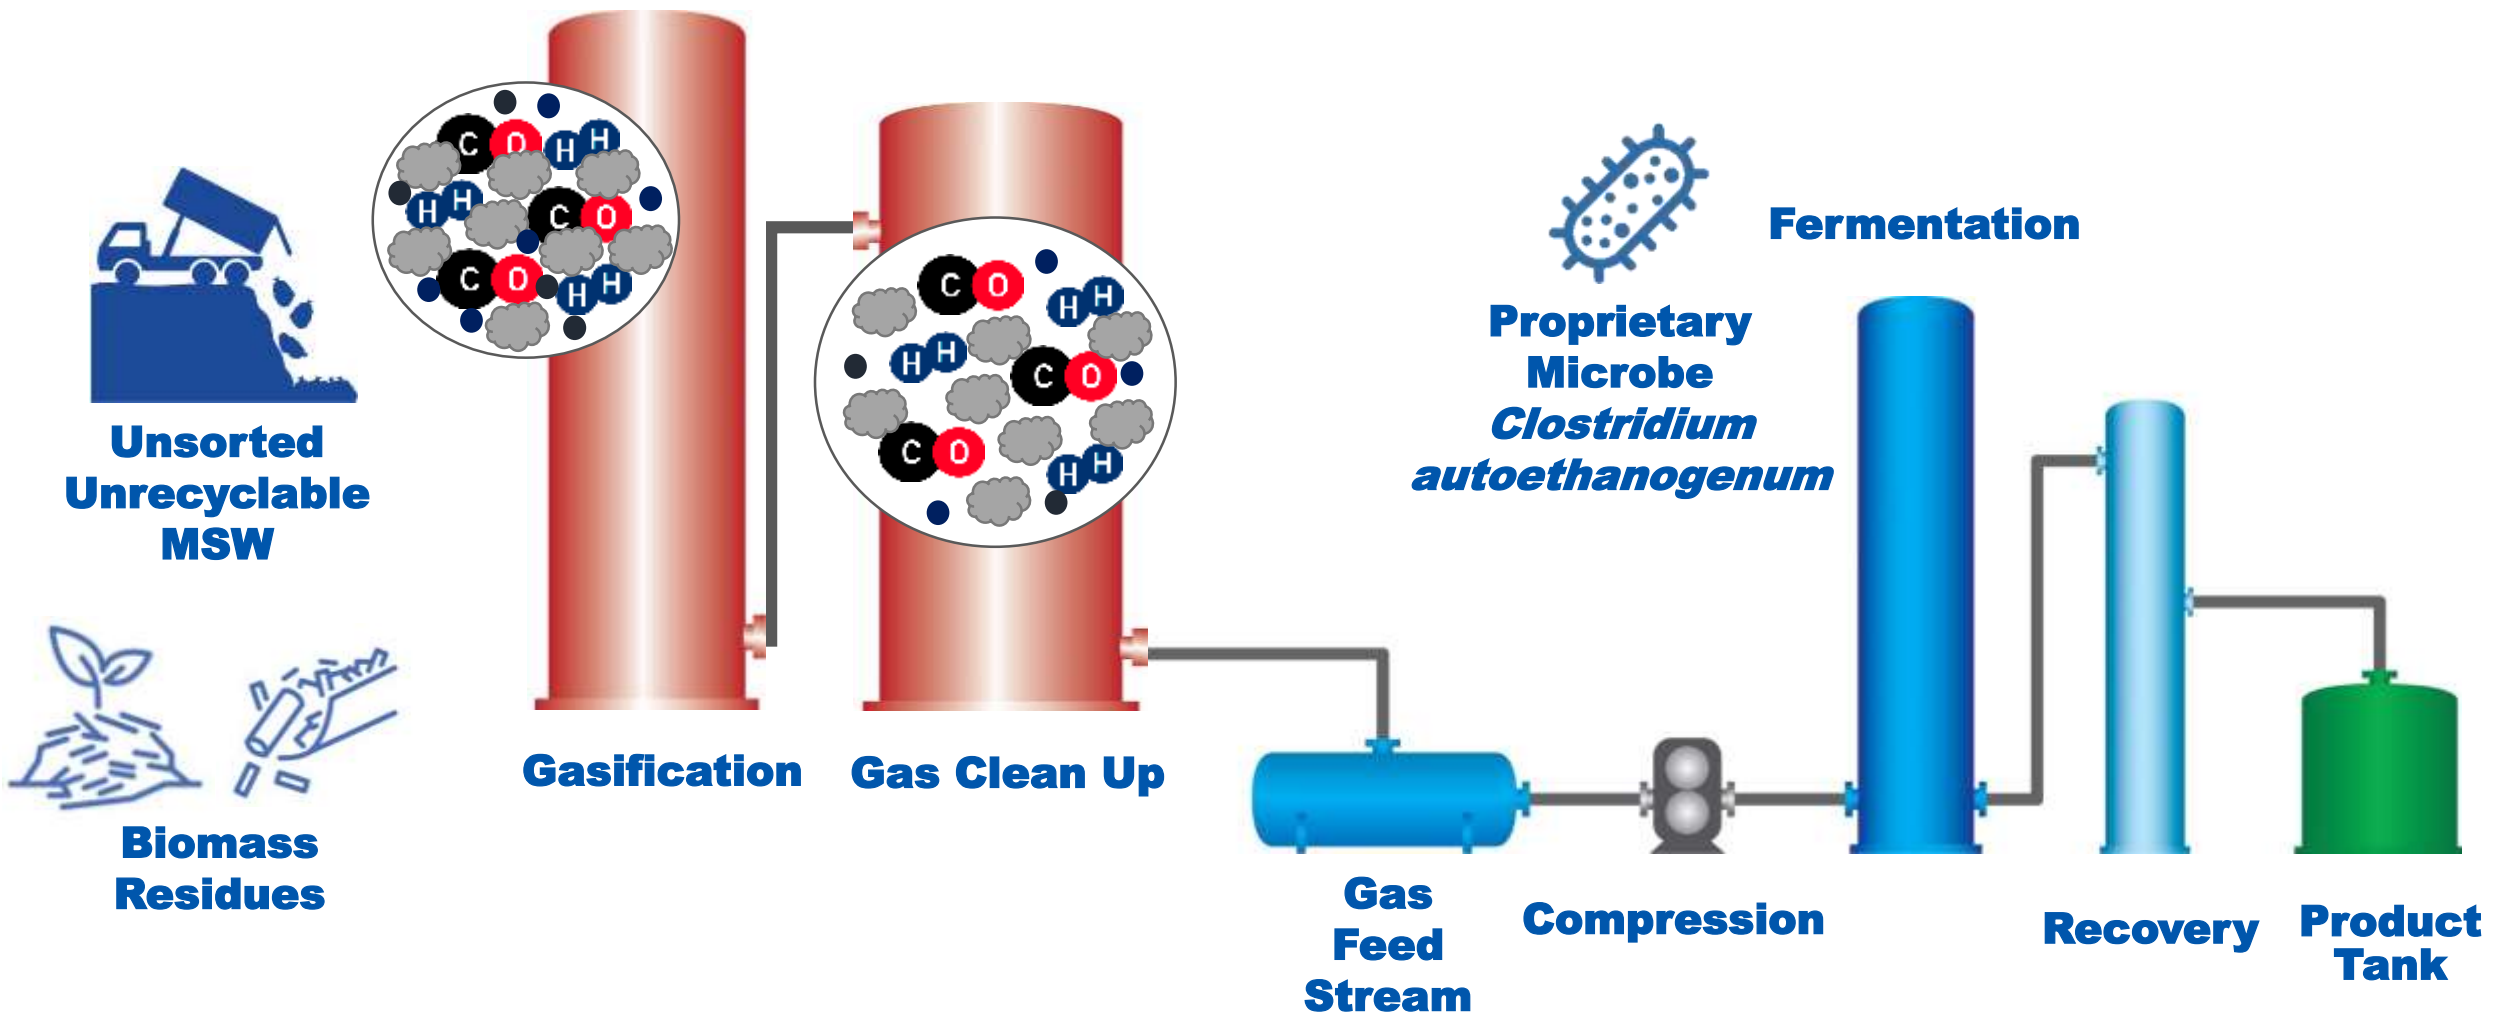 Unsorted
Unrecyclable
MSW
Biomass
Residues
C O H H
H H C O
C O H H
Gasification
C O H H
H H C O
C O H H
Gas Clean Up
Gas
Feed
Stream
Compression
Fermentation
Proprietary
Microbe
Clostridium
autoethanogenum
Recovery
Product
Tank